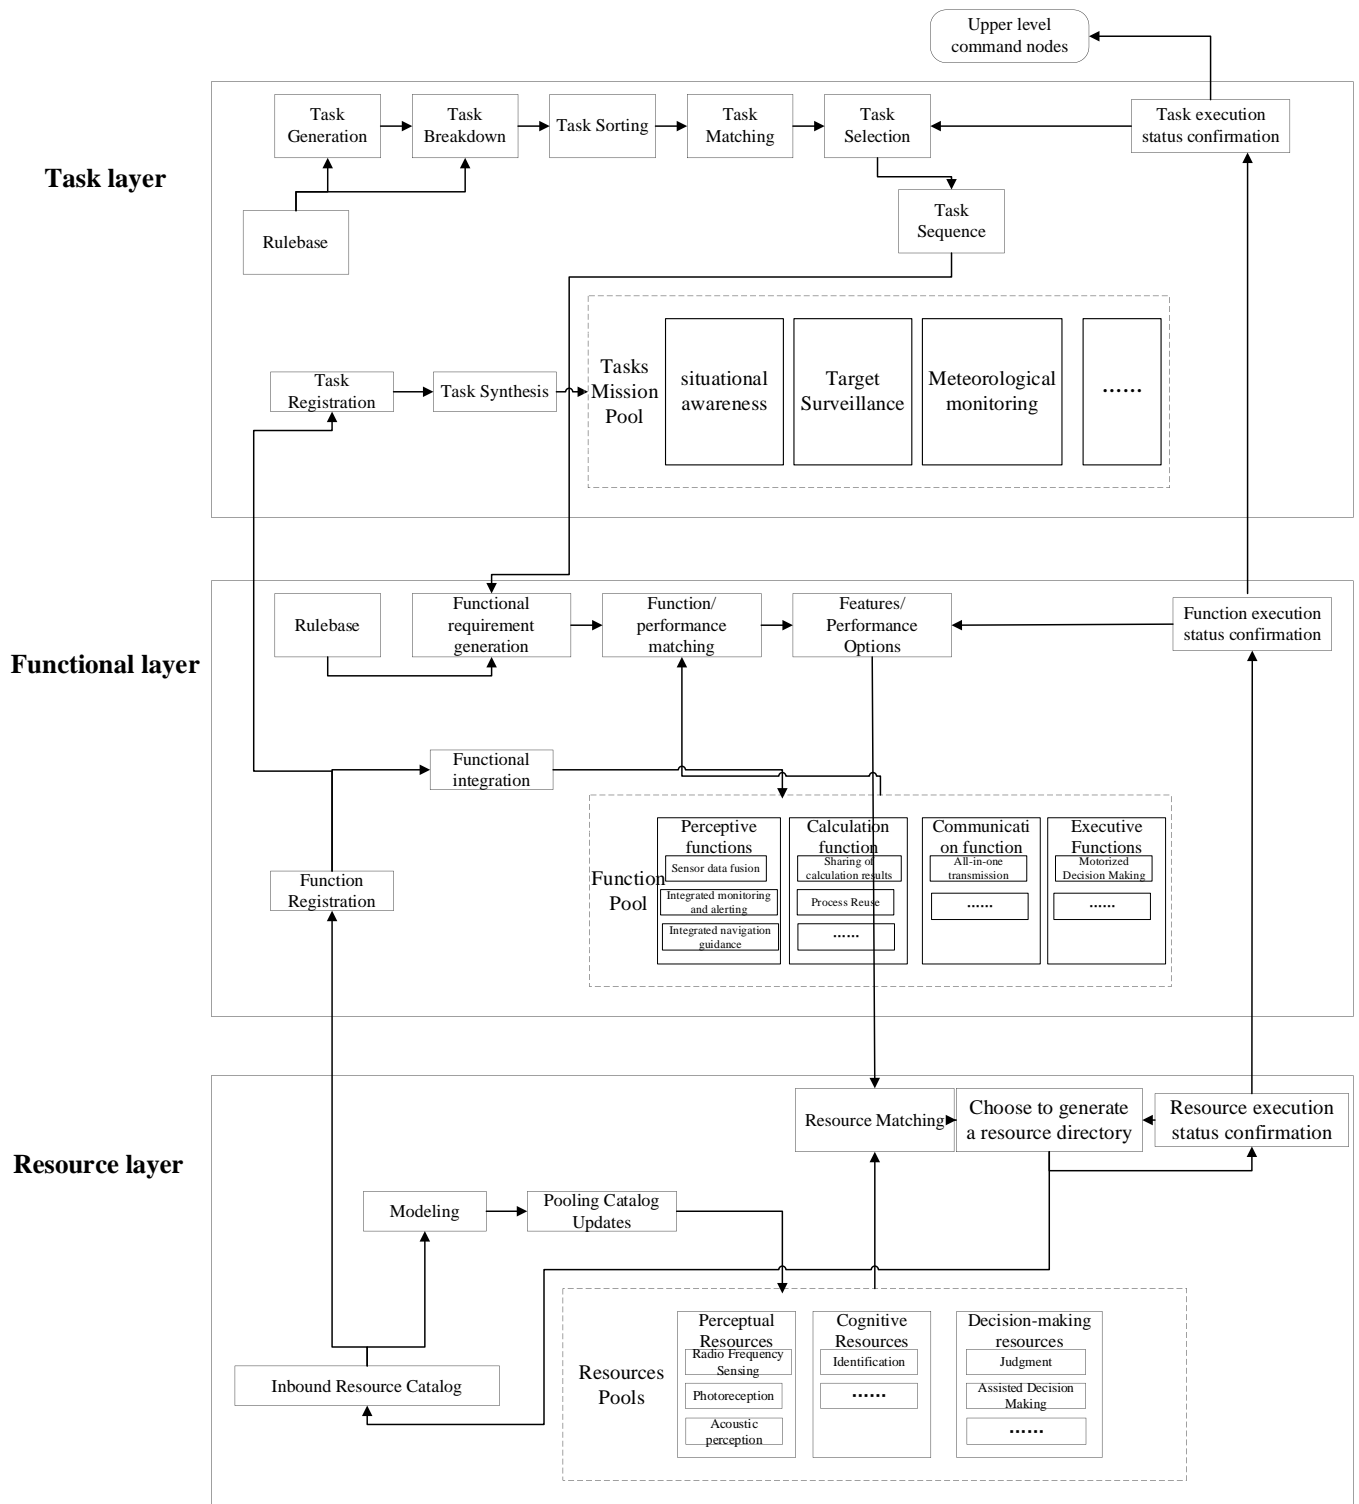 Upper level
command nodes
Task layer
Task
Generation
Task
Breakdown
Task Sorting
Task
Matching
Task
Selection
Task execution
status confirmation
Rulebase
Task
Sequence
Task
Registration
Task Synthesis
Tasks
Mission
Pool
situational
awareness
Target
Surveillance
Meteorological
monitoring
······
Functional layer
Rulebase
Functional
requirement
generation
Function/
performance
matching
Features/
Performance
Options
Function execution
status confirmation
Functional
integration
Function
Registration
Function
Pool
Perceptive
functions
Sensor data fusion
Integrated monitoring
and alerting
Integrated navigation
guidance
Calculation
function
Sharing of
calculation results
Process Reuse
······
Communicati
on function
All-in-one
transmission
······
Executive
Functions
Motorized
Decision Making
······
Resource layer
Resource Matching
Choose to generate
a resource directory
Resource execution
status confirmation
Modeling
Pooling Catalog
Updates
Inbound Resource Catalog
Resources
Pools
Perceptual
Resources
Radio Frequency
Sensing
Photoreception
Acoustic
perception
Cognitive
Resources
Identification
······
Decision-making
resources
Judgment
Assisted Decision
Making
······